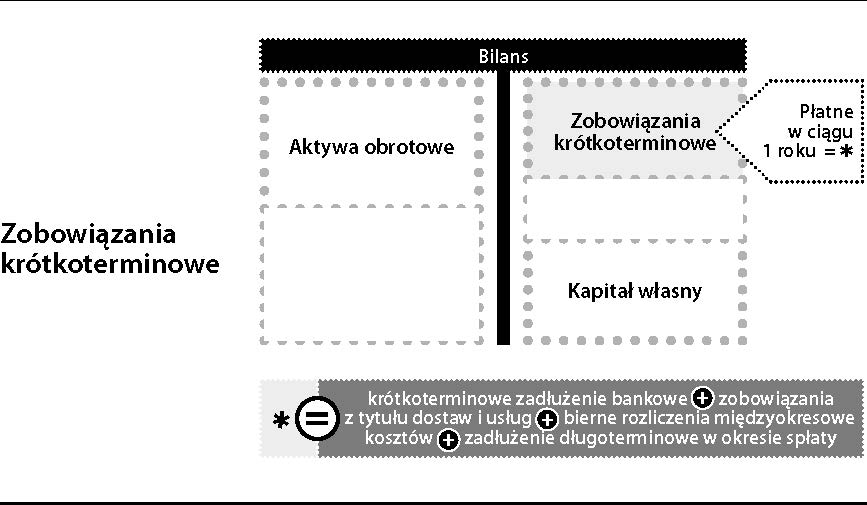 Bilans
Aktywa obrotowe
Zobowiązania
krótkoterminowe
Płatne
w ciągu
1 roku = *
Zobowiązania
krótkoterminowe
Kapitał własny
* =
krótkoterminowe zadłużenie bankowe + zobowiązania
z tytułu dostaw i usług + bierne rozliczenia międzyokresowe
kosztów + zadłużenie długoterminowe w okresie spłaty